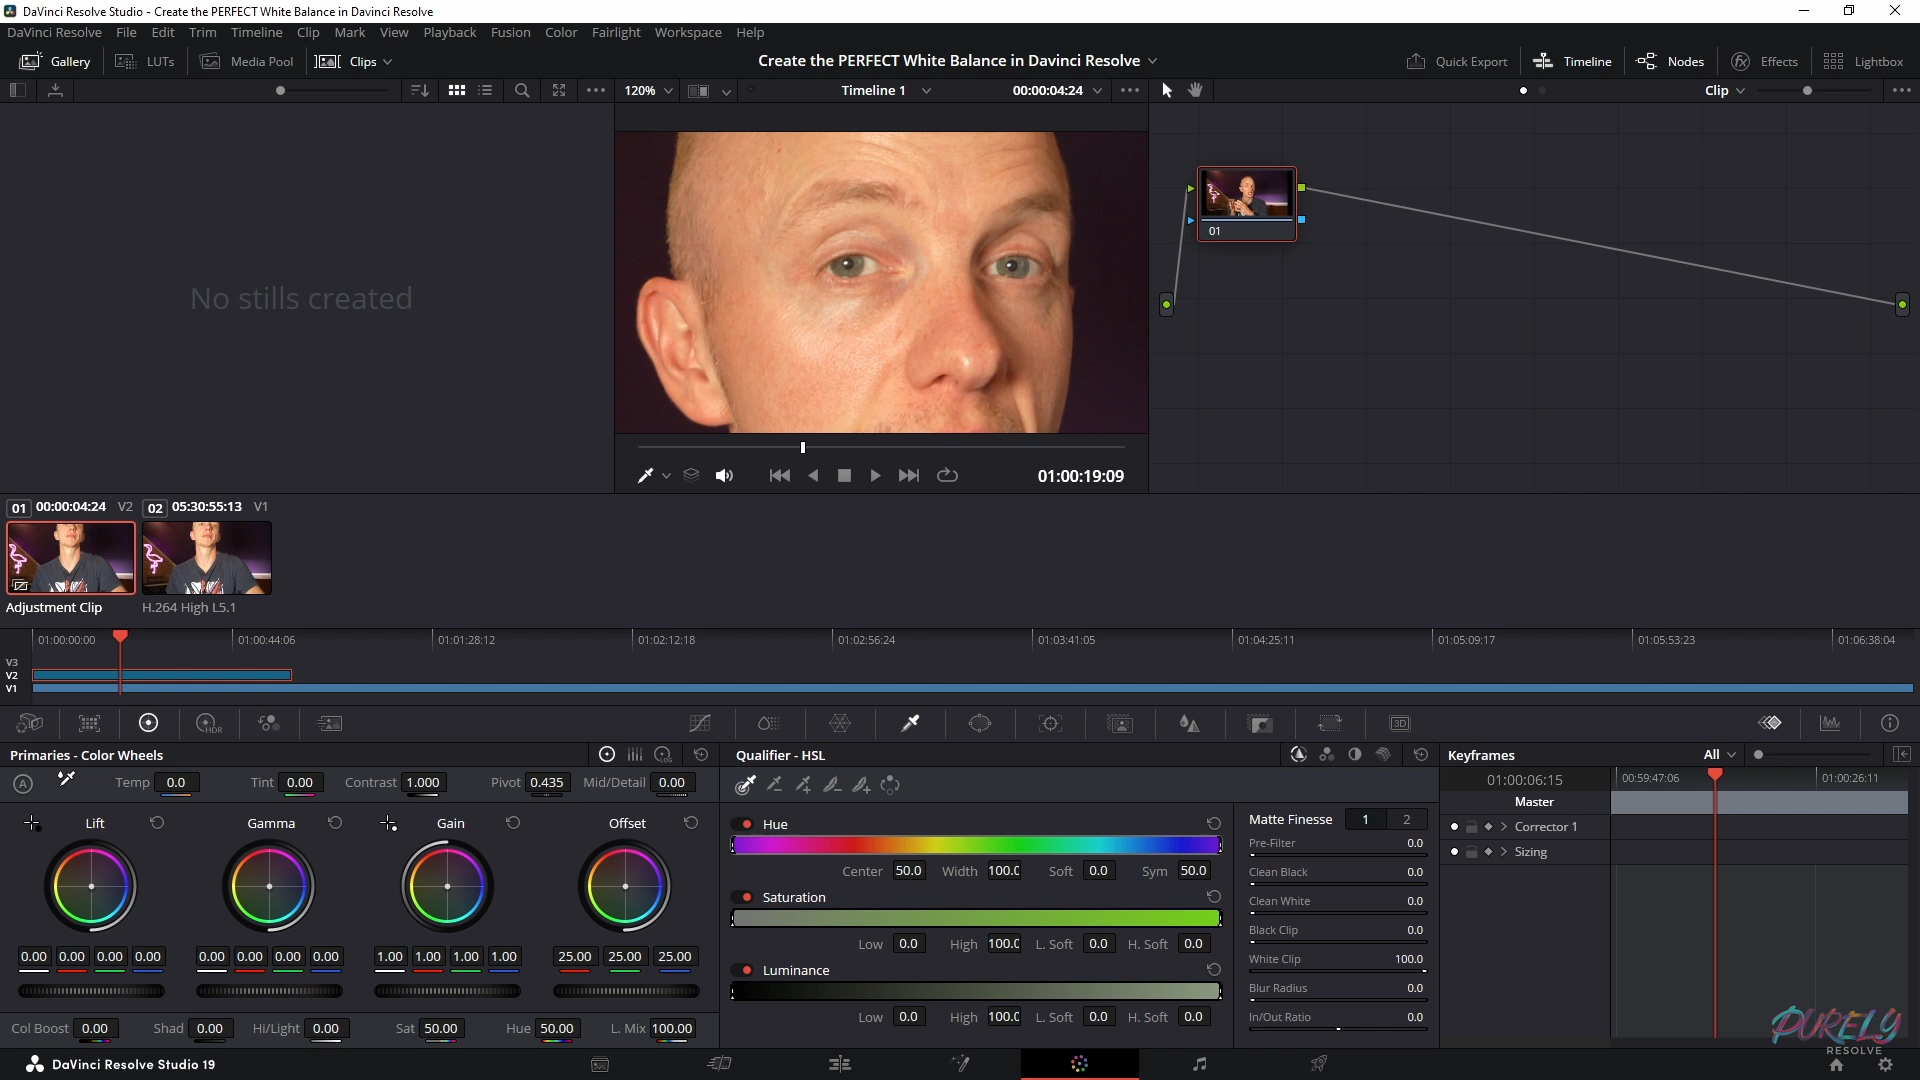 DaVinci Resolve Studio - Create the PERFECT White Balance in Davinci Resolve
DaVinci Resolve File Edit Trim Timeline Clip Mark View Playback Fusion Color Fairlight Workspace Help
Gallery LUTs Media Pool Clips Create the PERFECT White Balance in Davinci Resolve Quick Export Timeline Nodes Effects Lightbox
120% Timeline 1 00:00:04:24 Clip
01
No stills created
01:00:19:09
01 00:00:04:24 V2 02 05:30:55:13 V1
Adjustment Clip H.264 High L5.1
01:00:00:00 01:00:44:06 01:01:28:12 01:02:12:18 01:02:56:24 01:03:41:05 01:04:25:11 01:05:09:17 01:05:53:23 01:06:38:04
V3
V2
V1
HDR 3D
Primaries - Color Wheels LOG Qualifier - HSL Keyframes All
A Temp 0.0 Tint 0.00 Contrast 1.000 Pivot 0.435 Mid/Detail 0.00 01:00:06:15 00:59:47:06 01:00:26:11
Master
Lift Gamma Gain Offset Hue Matte Finesse 1 2 Corrector 1
Pre-Filter 0.0 Sizing
Center 50.0 Width 100.0 Soft 0.0 Sym 50.0 Clean Black 0.0
Saturation Clean White 0.0
Low 0.0 High 100.0 L. Soft 0.0 H. Soft 0.0 Black Clip 0.0
0.00 0.00 0.00 0.00 0.00 0.00 0.00 0.00 1.00 1.00 1.00 1.00 25.00 25.00 25.00 White Clip 100.0
Luminance Blur Radius 0.0
Low 0.0 High 100.0 L. Soft 0.0 H. Soft 0.0 In/Out Ratio 0.0
Col Boost 0.00 Shad 0.00 Hi/Light 0.00 Sat 50.00 Hue 50.00 L. Mix 100.00
PURELY
RESOLVE
DaVinci Resolve Studio 19